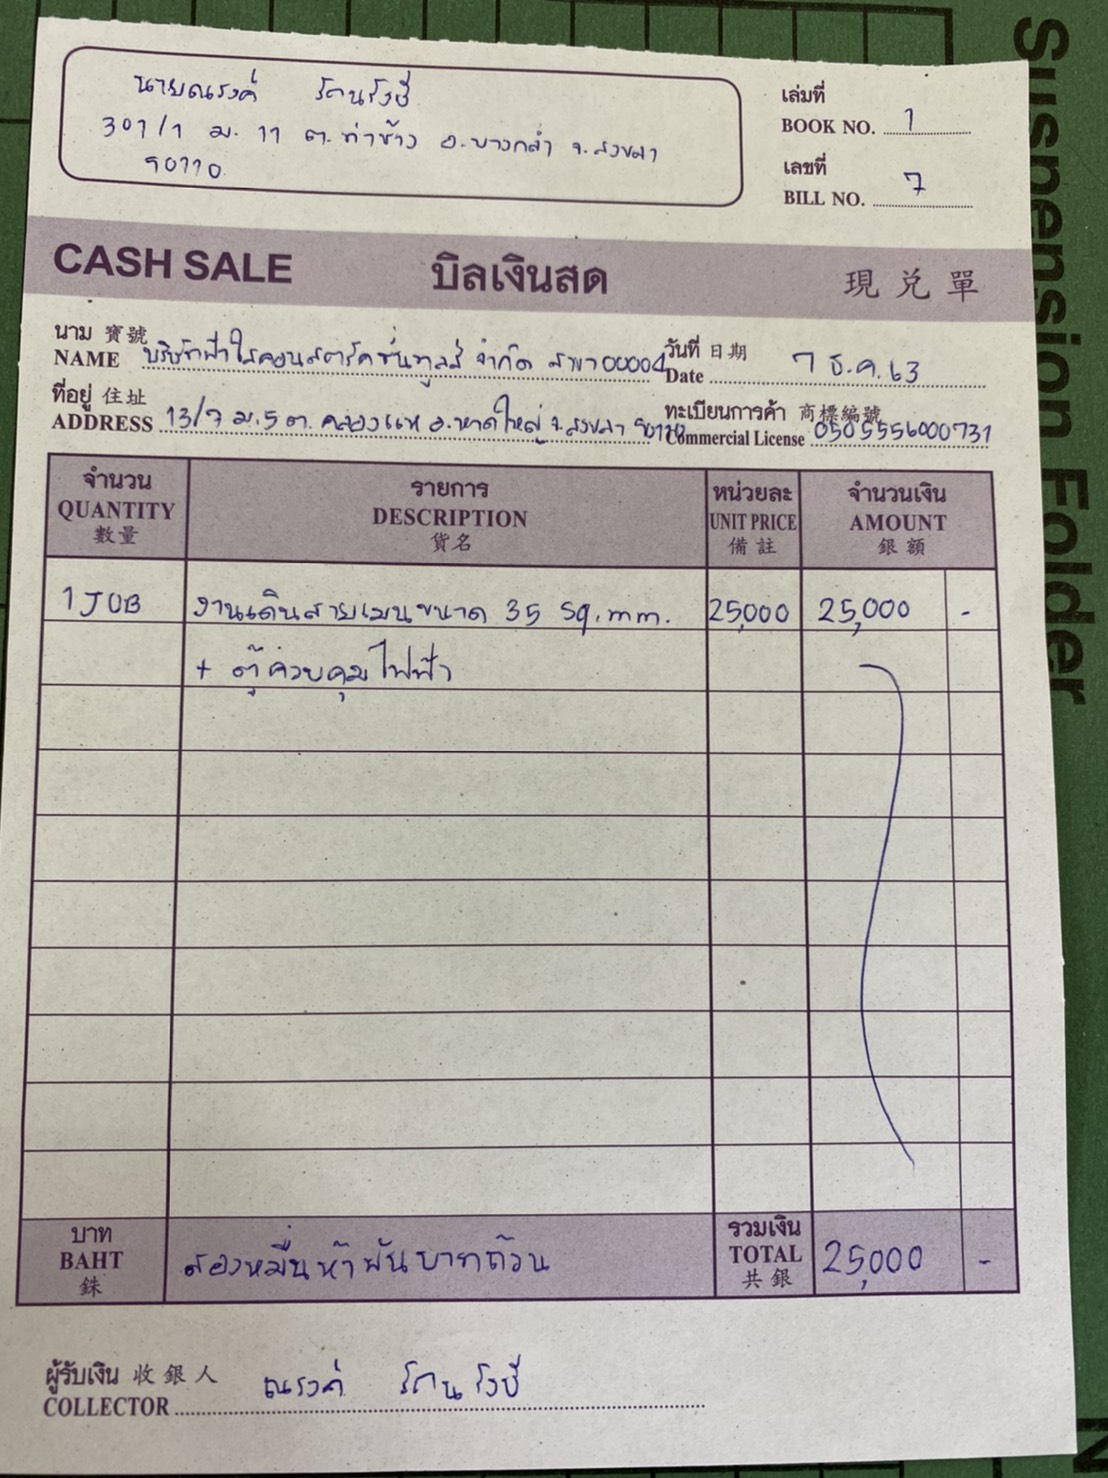 นายณรงค์ รัตนรังษี
เล่มที่
BOOK NO. 1
301/1 ม. 11 ต.ท่าช้าง อ.บางกล่ำ จ.สงขลา
90110
เลขที่
BILL NO. 7
CASH SALE บิลเงินสด 現兌單
นาม 寶號
NAME บริษัทฟ้าใสคอนสตรัคชั่นทูลส์ จำกัด สาขา 00004
วันที่ 日期
Date 7 ธ.ค.63
ที่อยู่ 住址
ADDRESS 13/7 ม.5 ต.คลองแห อ.หาดใหญ่ จ.สงขลา 90110
ทะเบียนการค้า 商標編號
Commercial License 0505556000731
จำนวน รายการ หน่วยละ จำนวนเงิน
QUANTITY DESCRIPTION UNIT PRICE AMOUNT
數量 貨名 備註 銀額
1 JOB งานเดินสายเมนขนาด 35 sq.mm. 25,000 25,000 -
+ ตู้ควบคุมไฟฟ้า
บาท รวมเงิน
BAHT สองหมื่นห้าพันบาทถ้วน TOTAL 25,000 -
銖 共銀
ผู้รับเงิน 收銀人
COLLECTOR ณรงค์ รัตนรังษี
Suspension Folder